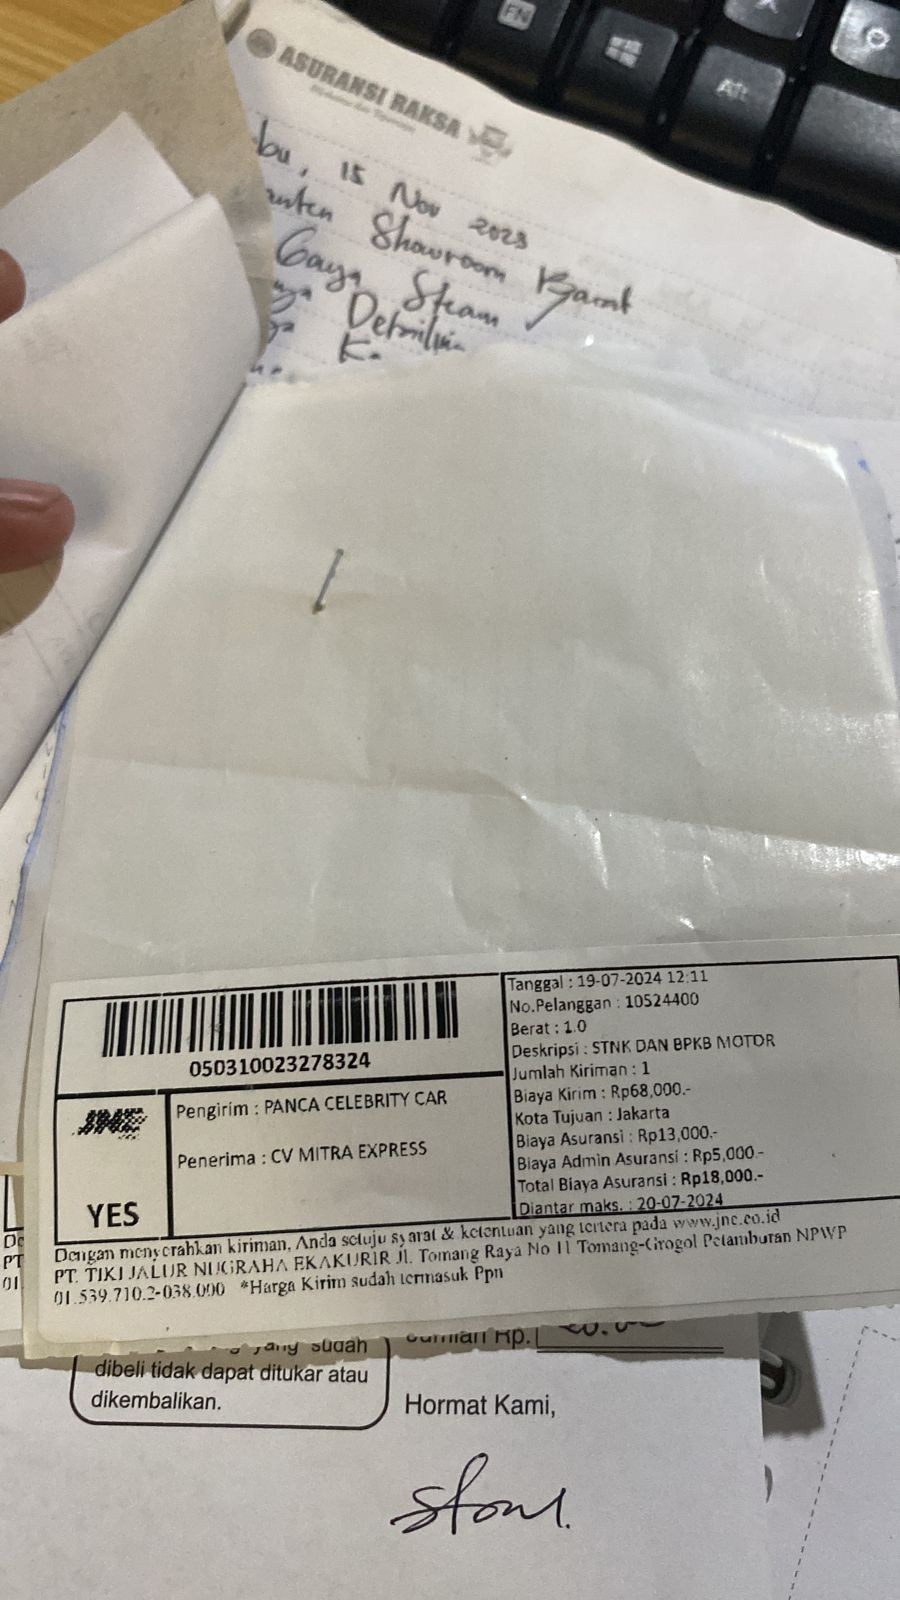 FN
Alt
ASURANSI RAKSA
15 Nov 2023
Showroom
Gaya Steam
K
050310023278324
JNE
YES
Pengirim : PANCA CELEBRITY CAR
Penerima : CV MITRA EXPRESS
Tanggal : 19-07-2024 12:11
No.Pelanggan : 10524400
Berat : 1.0
Deskripsi : STNK DAN BPKB MOTOR
Jumlah Kiriman : 1
Biaya Kirim : Rp68,000.-
Kota Tujuan : Jakarta
Biaya Asuransi : Rp13,000.-
Biaya Admin Asuransi : Rp5,000.-
Total Biaya Asuransi : Rp18,000.-
Diantar maks. : 20-07-2024
Dengan menyerahkan kiriman, Anda setuju syarat & ketentuan yang tertera pada www.jne.co.id
PT. TIKI JALUR NUGRAHA EKAKURIR Jl. Tomang Raya No 11 Tomang-Grogol Petamburan NPWP
01.539.710.2-038.000 *Harga Kirim sudah termasuk Ppn
De
PT
01
yang sudah
dibeli tidak dapat ditukar atau
dikembalikan.
Jumlah Rp.
Hormat Kami,